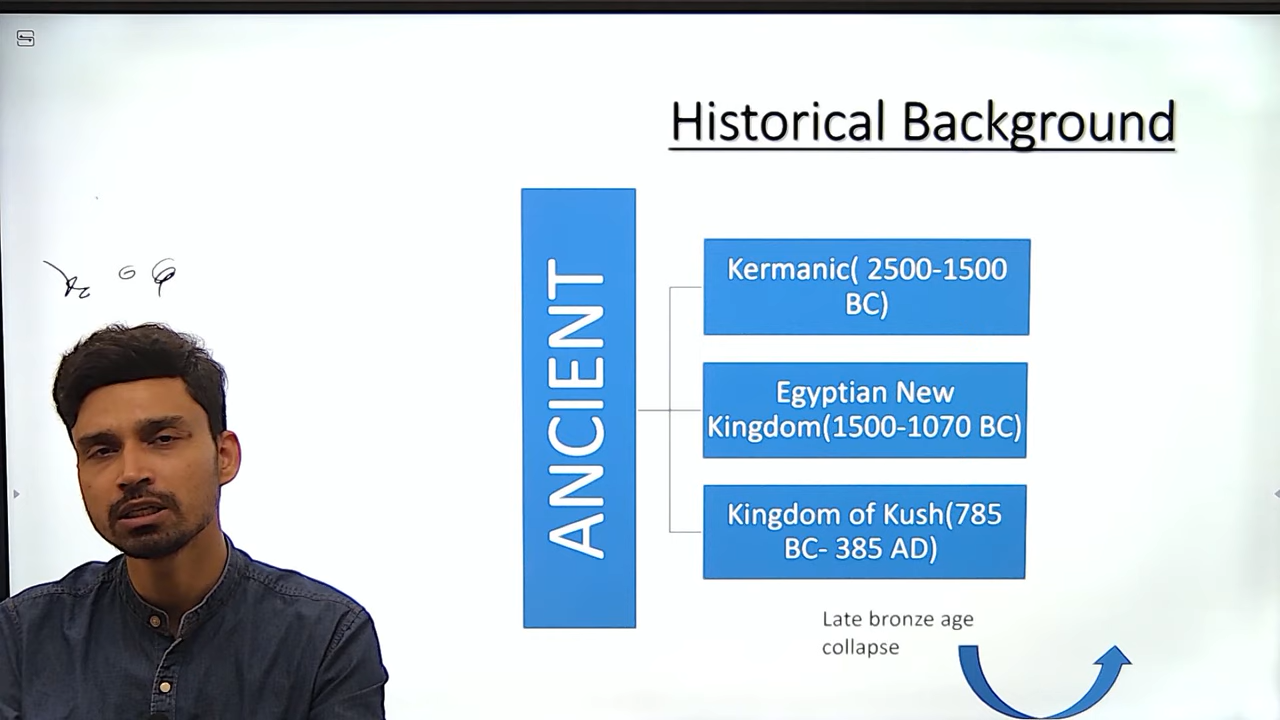 Historical Background
ANCIENT
Kermanic( 2500-1500
BC)
Egyptian New
Kingdom(1500-1070 BC)
Kingdom of Kush(785
BC- 385 AD)
Late bronze age
collapse